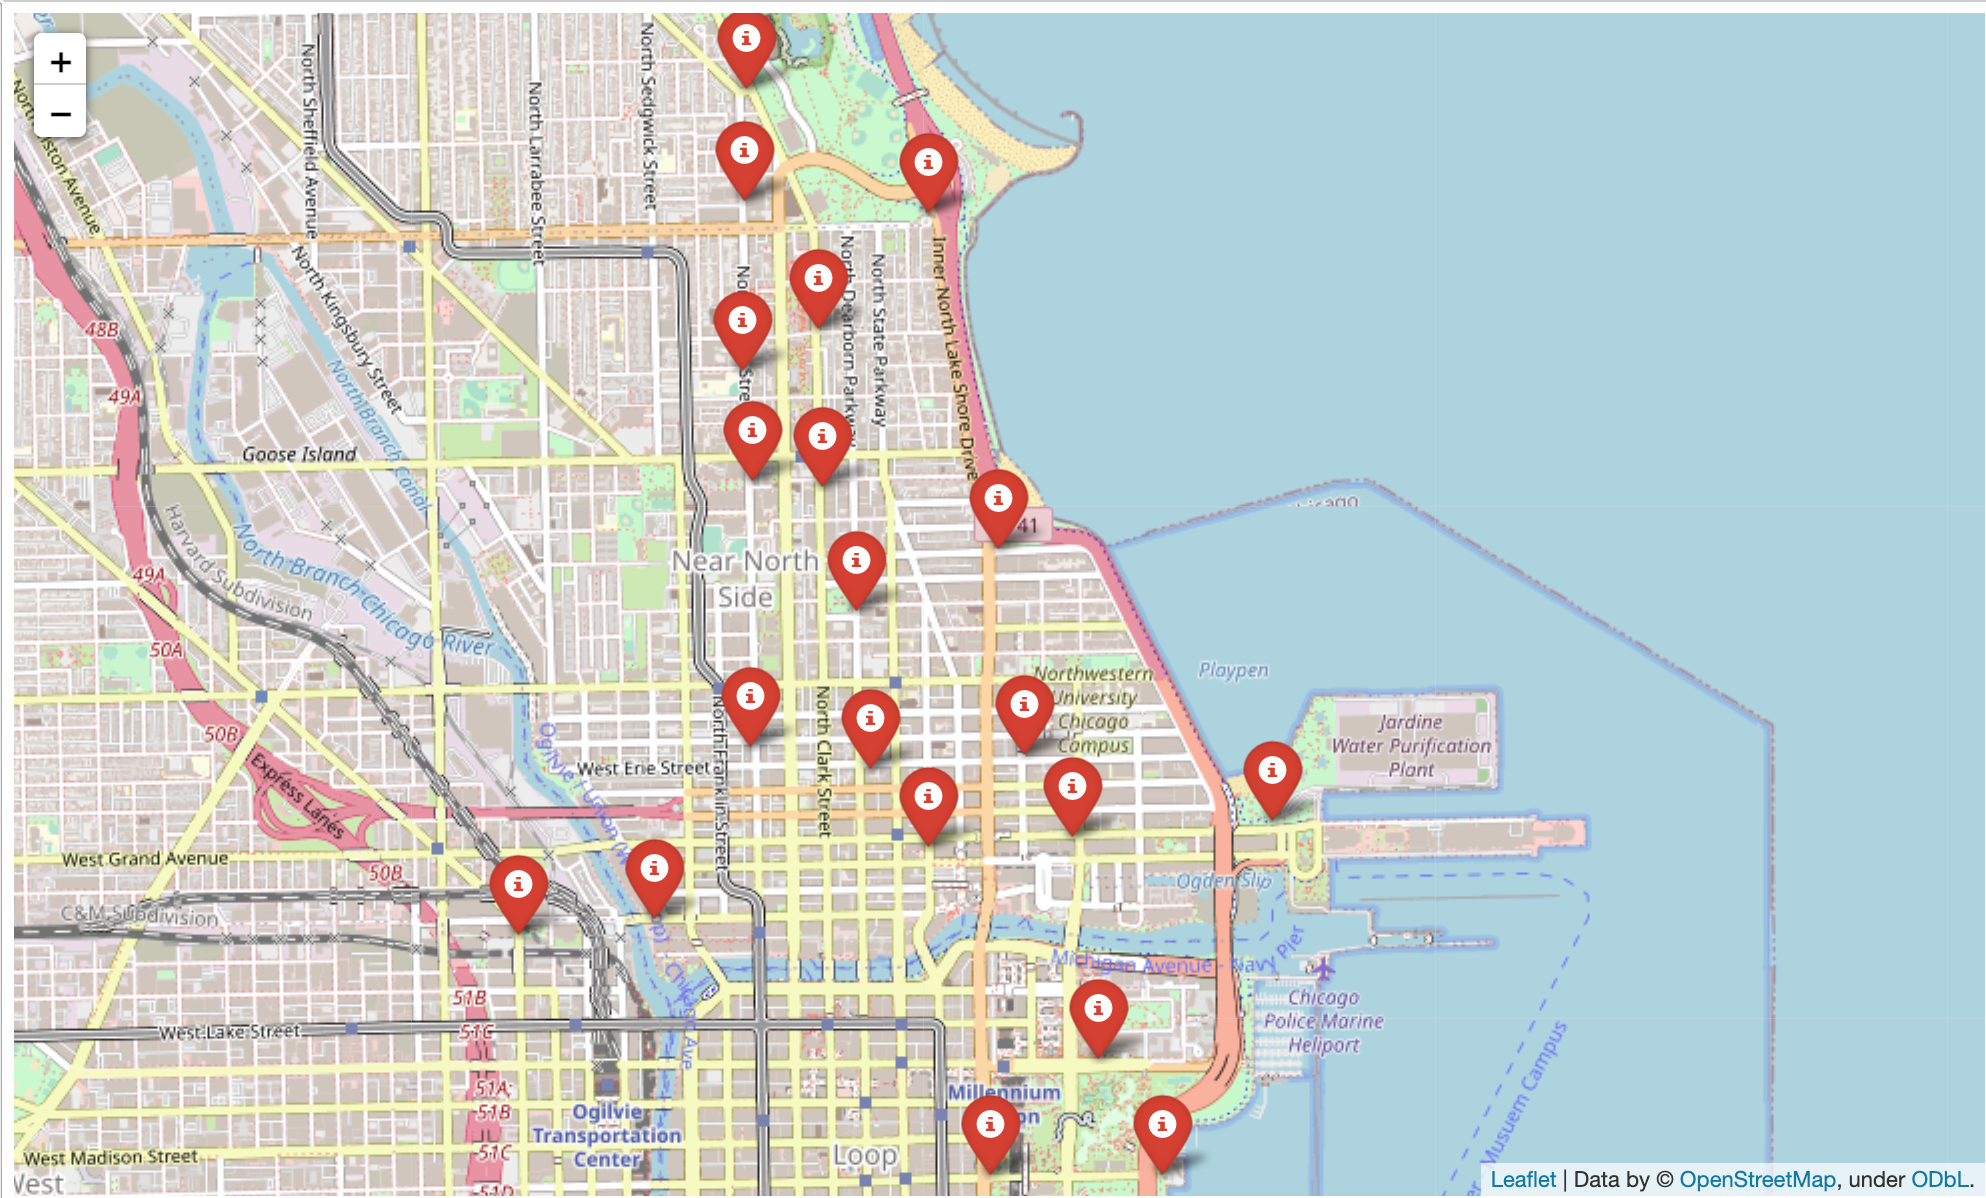 +
−
North Sheffield Avenue
North Sedgwick Street
North Larrabee Street
North Kingsbury Street
North Dearborn Parkway
North State Parkway
Inner North Lake Shore Drive
48B
49A
North Branch Canal
Goose Island
Harvard Subdivision
North Branch Chicago River
41
Near North
Side
49A
50A
50B
Playpen
Northwestern
University
Chicago
Campus
Jardine
Water Purification
Plant
Express Lanes
West Erie Street
North Franklin Street
North Clark Street
West Grand Avenue
50B
C&M Subdivision
Ogden Slip
Michigan Avenue - Navy Pier
Chicago
Police Marine
Heliport
51B
51C
West Lake Street
51A;
51B
51C
51D
Millennium
Ogilvie
Transportation
Center
West Madison Street
Loop
West
Musuem Campus
Leaflet | Data by © OpenStreetMap, under ODbL.